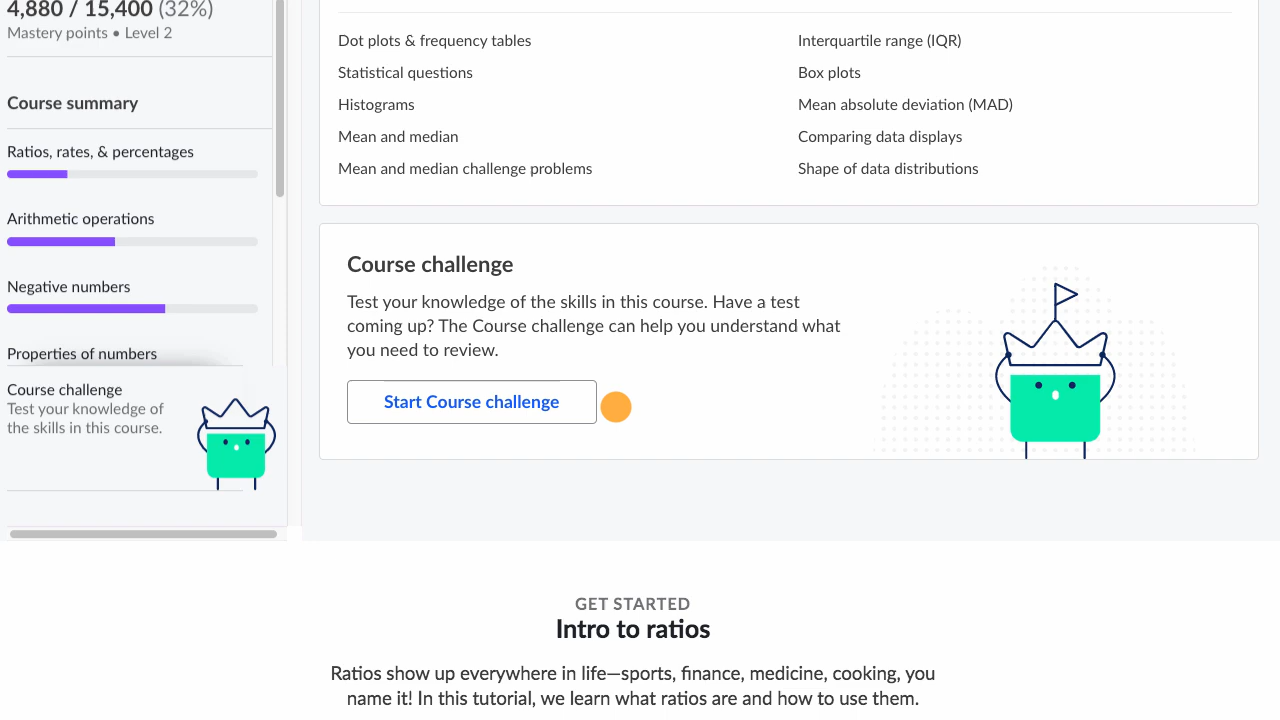 4,880 / 15,400 (32%)
Mastery points • Level 2
Course summary
Ratios, rates, & percentages
Arithmetic operations
Negative numbers
Properties of numbers
Course challenge
Test your knowledge of
the skills in this course.
Dot plots & frequency tables
Statistical questions
Histograms
Mean and median
Mean and median challenge problems
Interquartile range (IQR)
Box plots
Mean absolute deviation (MAD)
Comparing data displays
Shape of data distributions
Course challenge
Test your knowledge of the skills in this course. Have a test
coming up? The Course challenge can help you understand what
you need to review.
Start Course challenge
GET STARTED
Intro to ratios
Ratios show up everywhere in life—sports, finance, medicine, cooking, you
name it! In this tutorial, we learn what ratios are and how to use them.